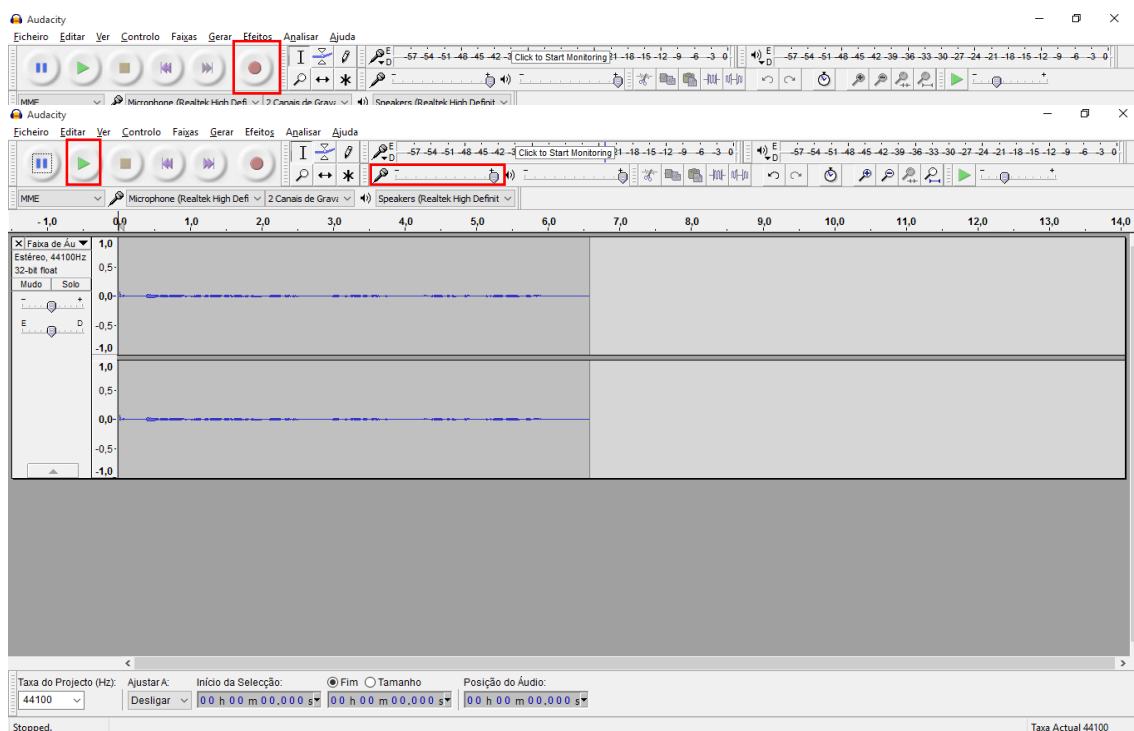 Audacity
Ficheiro Editar Ver Controlo Faixas Gerar Efeitos Analisar Ajuda
E D -57 -54 -51 -48 -45 -42 -3 Click to Start Monitoring 21 -18 -15 -12 -9 -6 -3 0 E D -57 -54 -51 -48 -45 -42 -39 -36 -33 -30 -27 -24 -21 -18 -15 -12 -9 -6 -3 0
MME Microphone (Realtek High Defi 2 Canais de Grava Speakers (Realtek High Definit
Audacity
Ficheiro Editar Ver Controlo Faixas Gerar Efeitos Analisar Ajuda
E D -57 -54 -51 -48 -45 -42 -3 Click to Start Monitoring 21 -18 -15 -12 -9 -6 -3 0 E D -57 -54 -51 -48 -45 -42 -39 -36 -33 -30 -27 -24 -21 -18 -15 -12 -9 -6 -3 0
MME Microphone (Realtek High Defi 2 Canais de Grava Speakers (Realtek High Definit
- 1,0 0,0 1,0 2,0 3,0 4,0 5,0 6,0 7,0 8,0 9,0 10,0 11,0 12,0 13,0 14,0
Faixa de Áu 1,0
Estéreo, 44100Hz
32-bit float 0,5
Mudo Solo
- + 0,0
E D -0,5
-1,0
1,0
0,5
0,0
-0,5
-1,0
Taxa do Projecto (Hz): Ajustar A: Início da Selecção: Fim Tamanho Posição do Áudio:
44100 Desligar 00 h 00 m 00,000 s 00 h 00 m 00,000 s 00 h 00 m 00,000 s
Stopped. Taxa Actual 44100